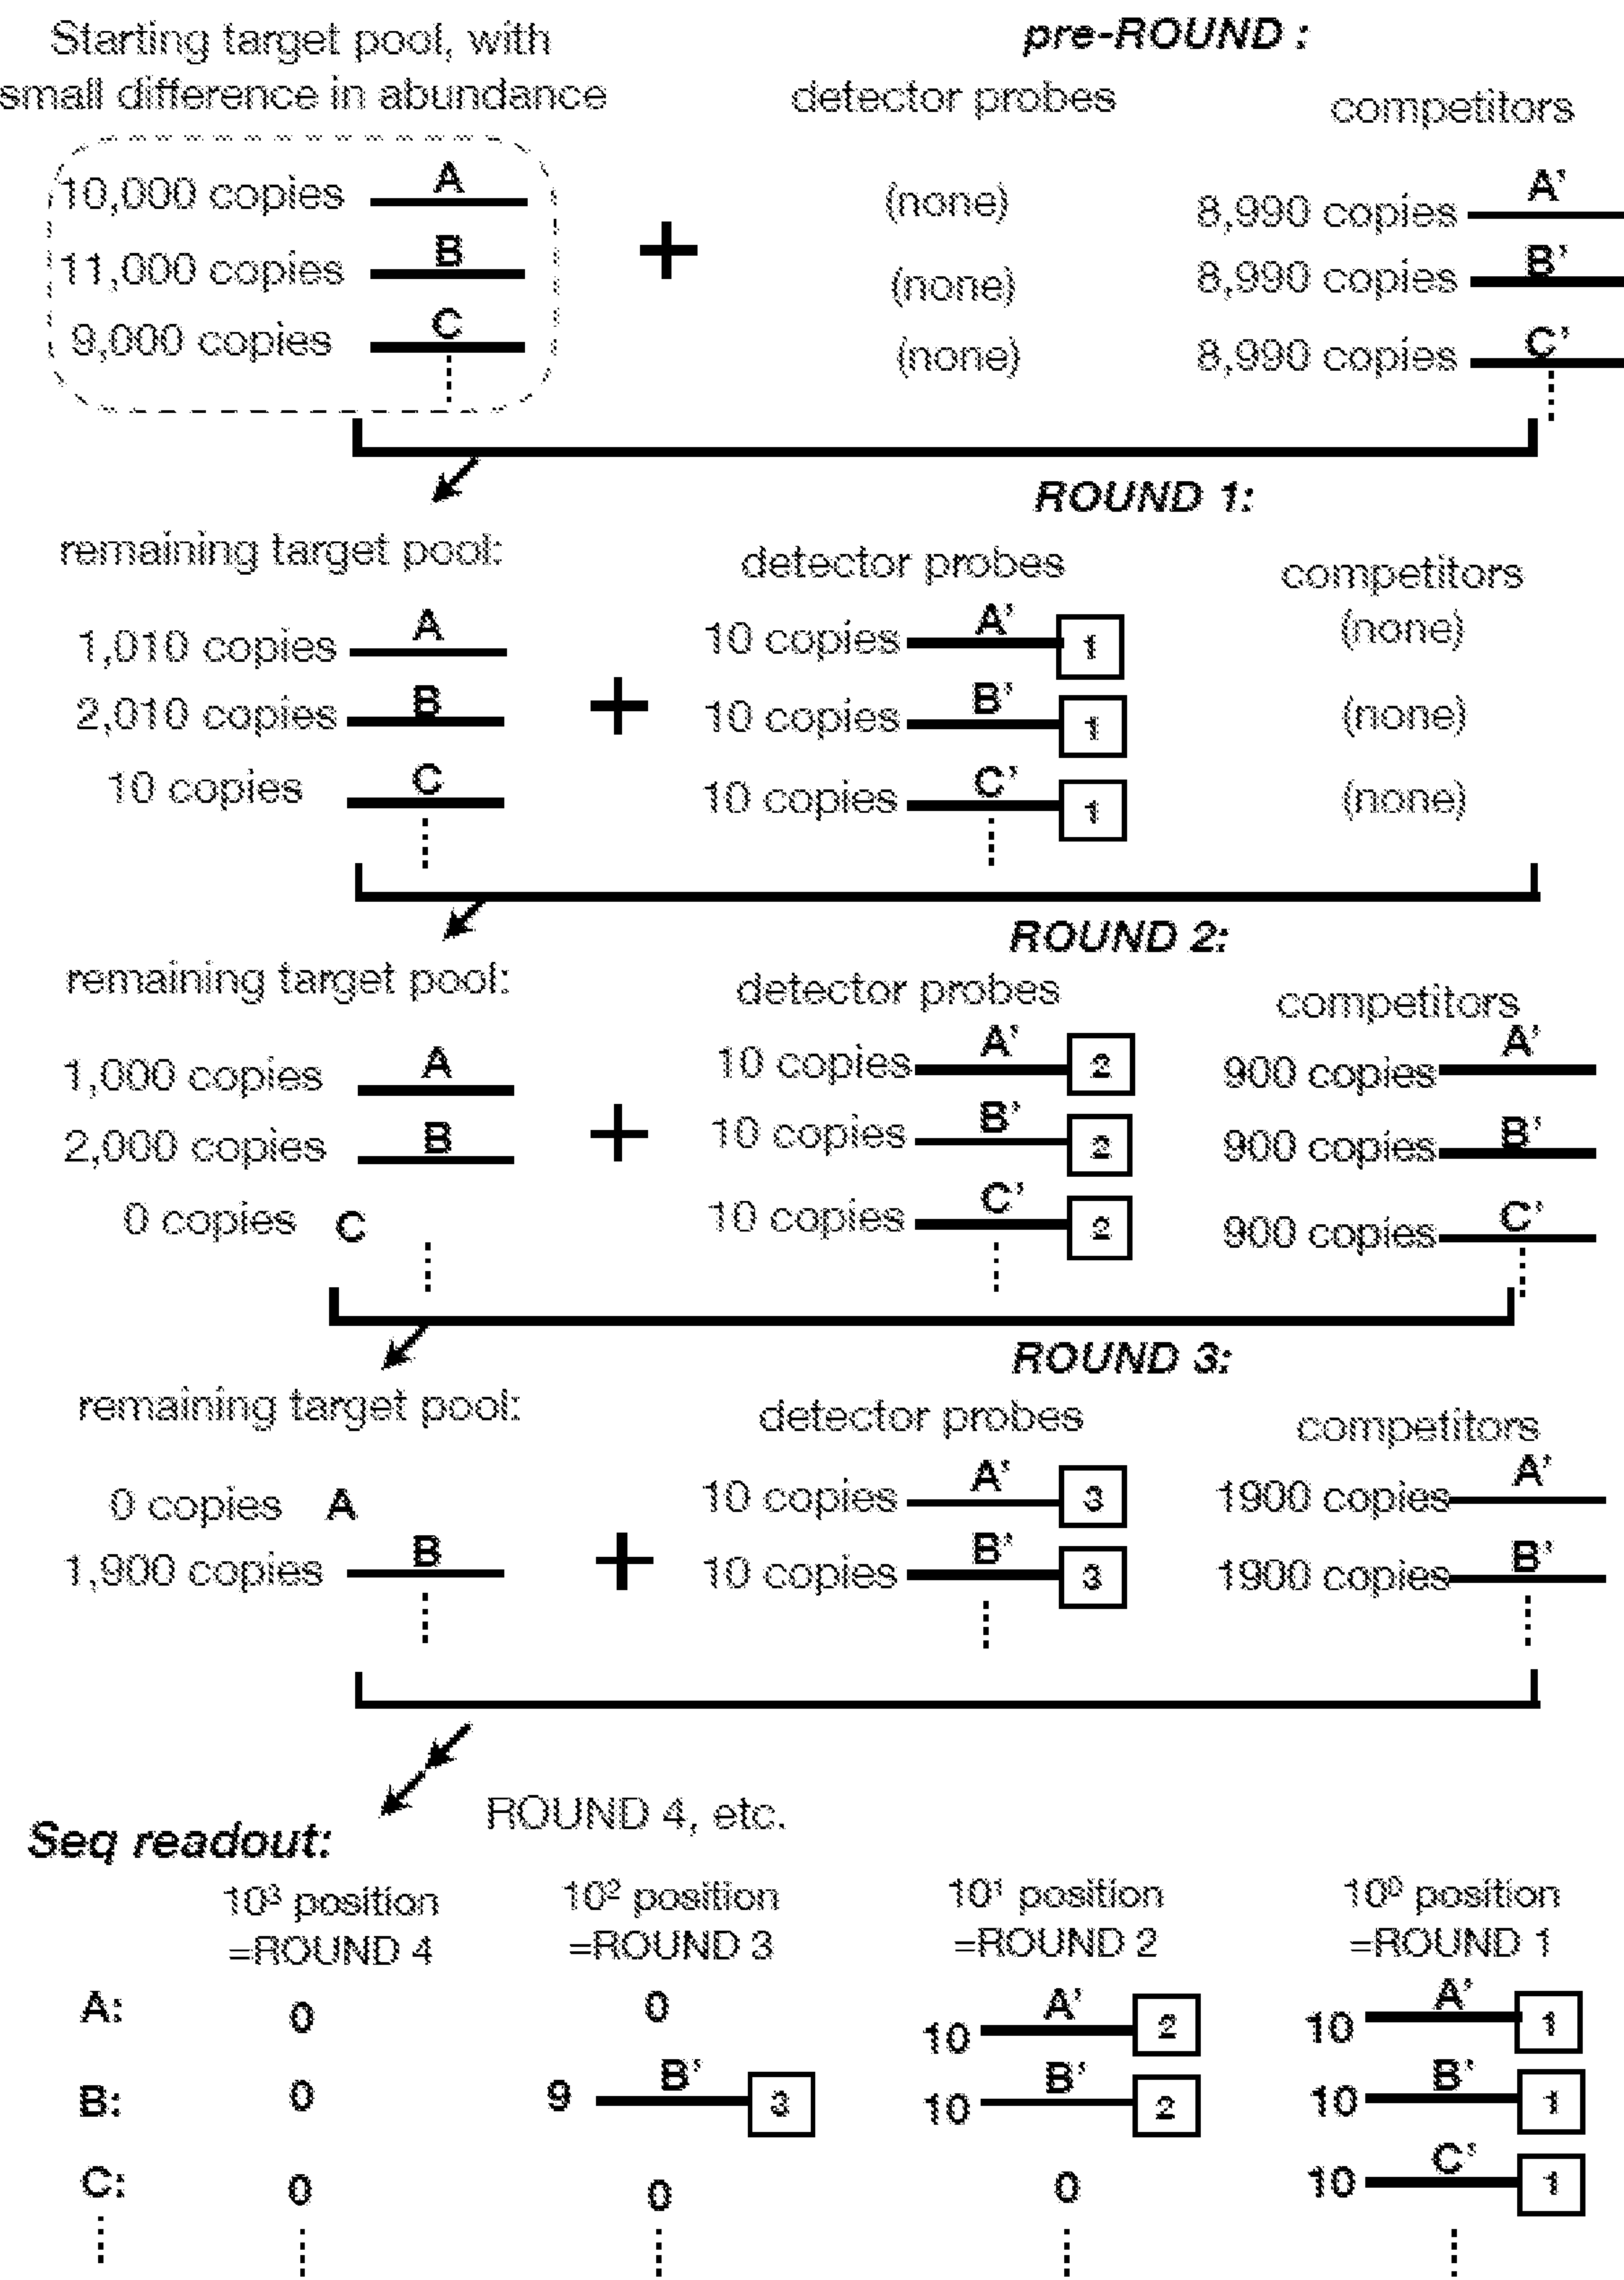 Starting target pool, with
small difference in abundance
pre-ROUND :
detector probes
competitors
10,000 copies A
(none)
8,990 copies A'
11,000 copies B
+
(none)
8,990 copies B'
9,000 copies C
(none)
8,990 copies C'
ROUND 1:
remaining target pool:
detector probes
competitors
1,010 copies A
10 copies A' 1
(none)
2,010 copies B
+
10 copies B' 1
(none)
10 copies C
10 copies C' 1
(none)
ROUND 2:
remaining target pool:
detector probes
competitors
1,000 copies A
10 copies A' 2
900 copies A'
2,000 copies B
+
10 copies B' 2
900 copies B'
0 copies C
10 copies C' 2
900 copies C'
ROUND 3:
remaining target pool:
detector probes
competitors
0 copies A
10 copies A' 3
1900 copies A'
1,900 copies B
+
10 copies B' 3
1900 copies B'
ROUND 4, etc.
Seq readout:
10³ position
=ROUND 4
10² position
=ROUND 3
10¹ position
=ROUND 2
10⁰ position
=ROUND 1
A: 0 0 10 A' 2 10 A' 1
B: 0 9 B' 3 10 B' 2 10 B' 1
C: 0 0 0 10 C' 1